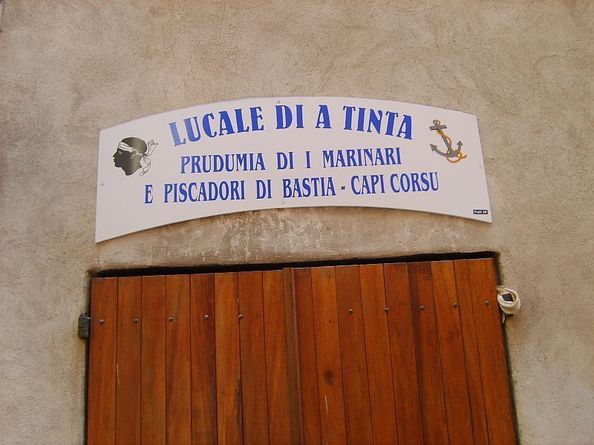 LUCALE DI A TINTA
PRUDUMIA DI I MARINARI
E PISCADORI DI BASTIA - CAPI CORSU